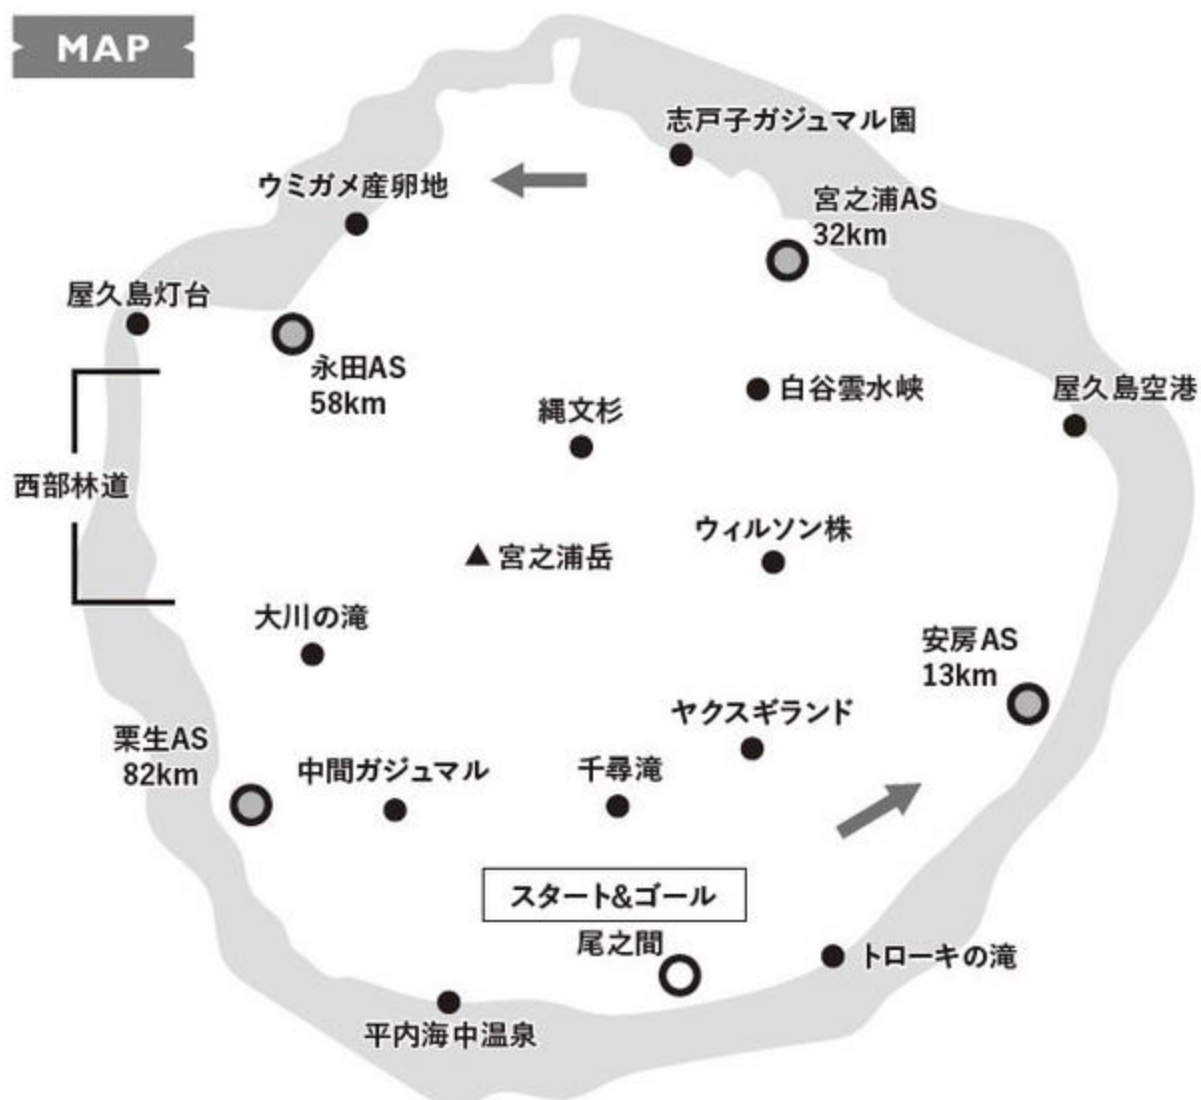 MAP
志戸子ガジュマル園
ウミガメ産卵地
宮之浦AS
32km
屋久島灯台
永田AS
58km
縄文杉
白谷雲水峡
屋久島空港
西部林道
宮之浦岳
ウィルソン株
大川の滝
安房AS
13km
栗生AS
82km
中間ガジュマル
千尋滝
ヤクスギランド
スタート&ゴール
尾之間
トローキの滝
平内海中温泉